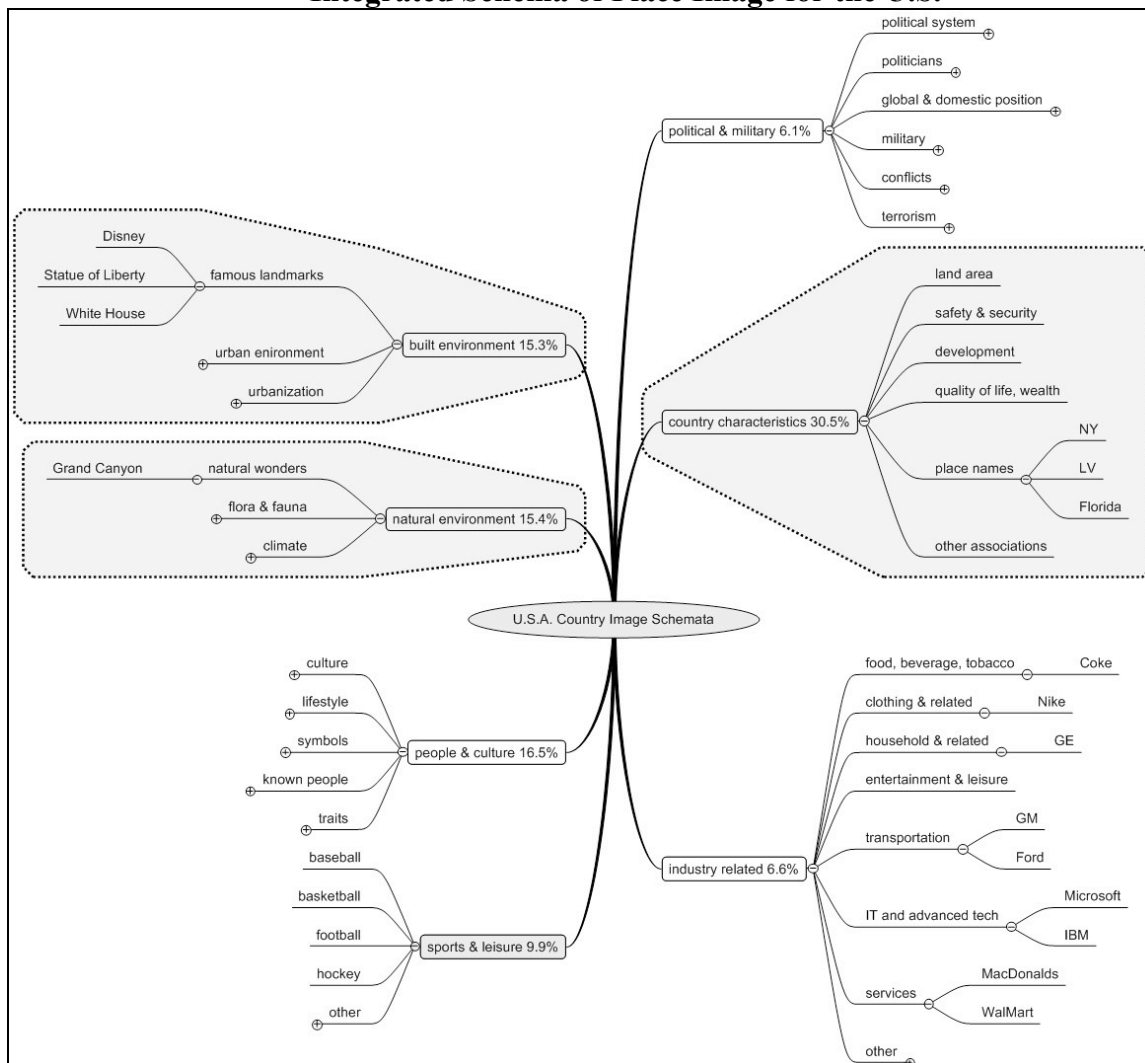 Integrated Schema of Place Image for the U.S.
political system
politicians
global & domestic position
political & military 6.1%
military
conflicts
terrorism
Disney
Statue of Liberty
famous landmarks
White House
built environment 15.3%
urban enironment
urbanization
land area
safety & security
development
quality of life, wealth
country characteristics 30.5%
NY
place names
LV
Florida
other associations
Grand Canyon
natural wonders
flora & fauna
natural environment 15.4%
climate
U.S.A. Country Image Schemata
culture
lifestyle
symbols
people & culture 16.5%
known people
traits
baseball
basketball
football
sports & leisure 9.9%
hockey
other
food, beverage, tobacco
Coke
clothing & related
Nike
household & related
GE
entertainment & leisure
GM
transportation
Ford
industry related 6.6%
Microsoft
IT and advanced tech
IBM
MacDonalds
services
WalMart
other